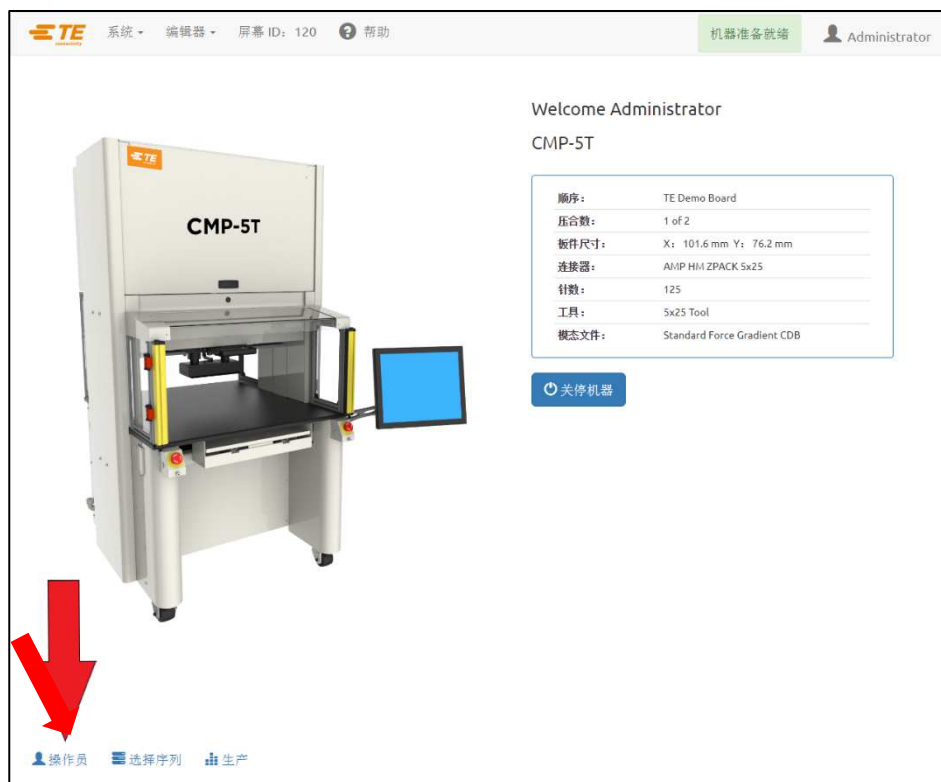 TE 系统 编辑器 屏幕 ID：120 ? 帮助 机器准备就绪 Administrator
connectivity
Welcome Administrator
CMP-5T
TE
CMP-5T
顺序： TE Demo Board
压合数： 1 of 2
板件尺寸： X： 101.6 mm Y： 76.2 mm
连接器： AMP HM ZPACK 5x25
针数： 125
工具： 5x25 Tool
模态文件： Standard Force Gradient CDB
关停机器
操作员 选择序列 生产